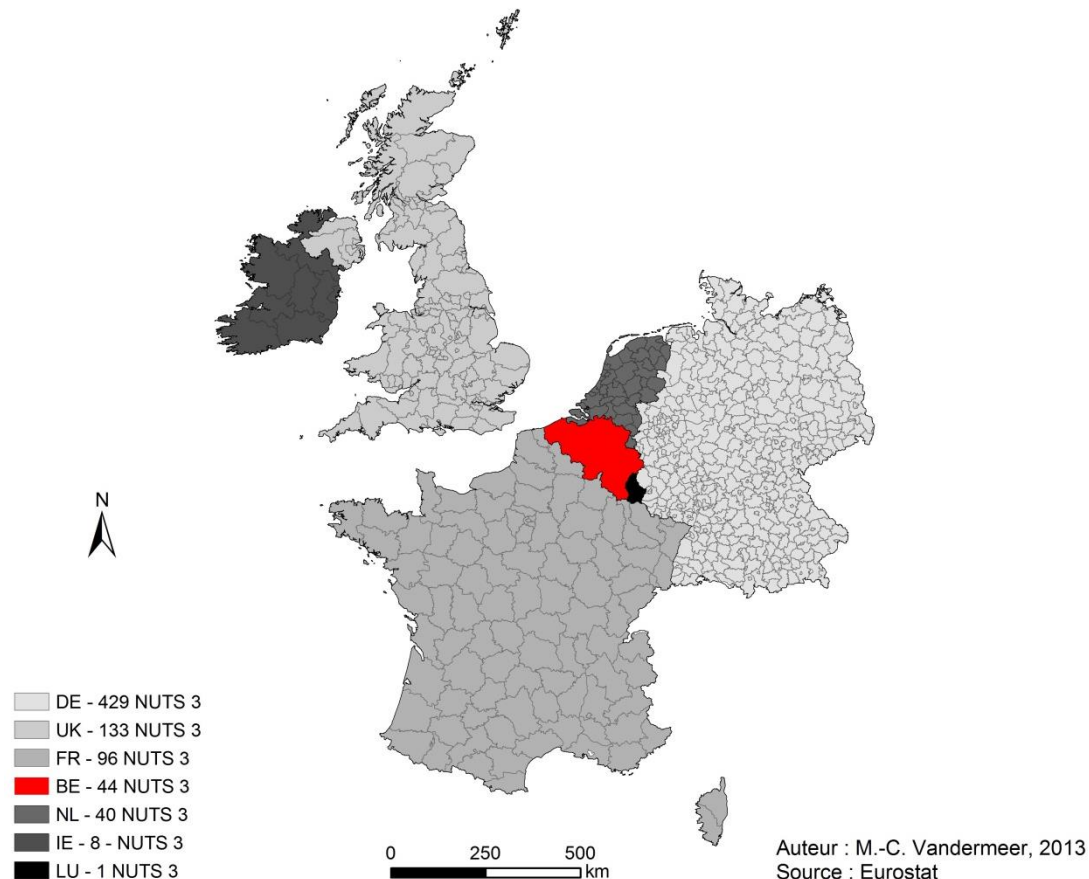 N
DE - 429 NUTS 3
UK - 133 NUTS 3
FR - 96 NUTS 3
BE - 44 NUTS 3
NL - 40 NUTS 3
IE - 8 - NUTS 3
LU - 1 NUTS 3
0 250 500
km
Auteur : M.-C. Vandermeer, 2013
Source : Eurostat